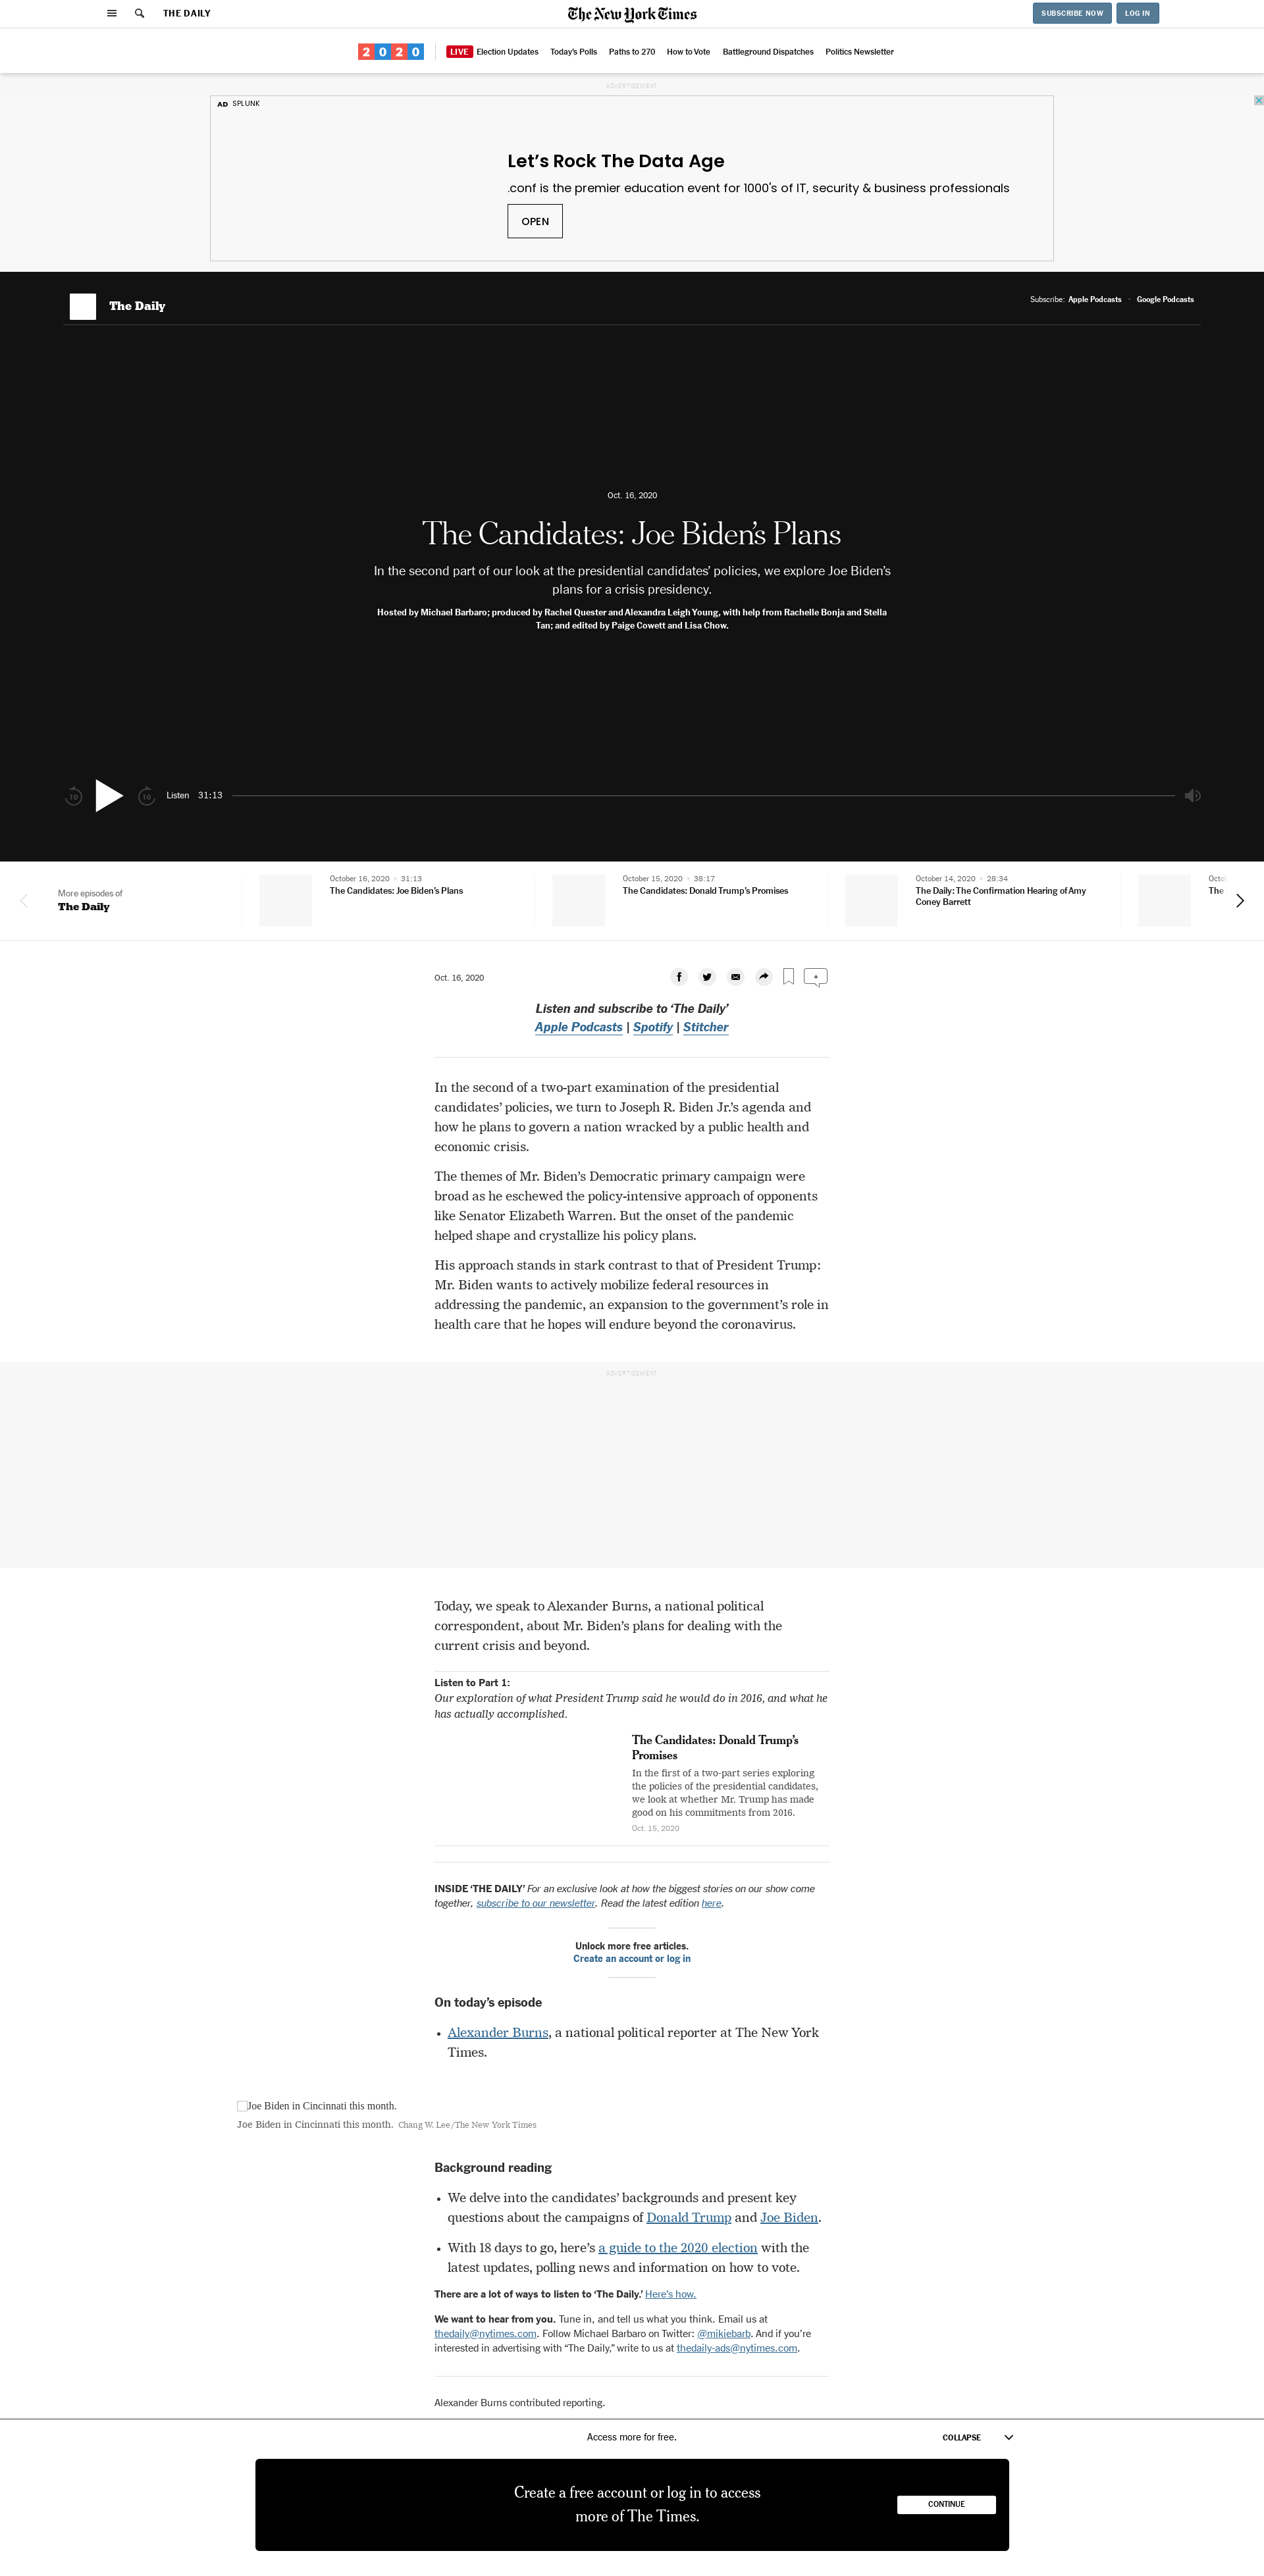 THE DAILY
The New York Times
SUBSCRIBE NOW
LOG IN
2020
LIVE Election Updates
Today's Polls
Paths to 270
How to Vote
Battleground Dispatches
Politics Newsletter
ADVERTISEMENT
AD SPLUNK
Let's Rock The Data Age
.conf is the premier education event for 1000's of IT, security & business professionals
OPEN
The Daily
Subscribe: Apple Podcasts • Google Podcasts
Oct. 16, 2020
The Candidates: Joe Biden's Plans
In the second part of our look at the presidential candidates' policies, we explore Joe Biden's
plans for a crisis presidency.
Hosted by Michael Barbaro; produced by Rachel Quester and Alexandra Leigh Young, with help from Rachelle Bonja and Stella
Tan; and edited by Paige Cowett and Lisa Chow.
10
10
Listen 31:13
More episodes of
The Daily
October 16, 2020 • 31:13
The Candidates: Joe Biden's Plans
October 15, 2020 • 38:17
The Candidates: Donald Trump's Promises
October 14, 2020 • 28:34
The Daily: The Confirmation Hearing of Amy
Coney Barrett
Octo
The
Oct. 16, 2020
+
Listen and subscribe to 'The Daily'
Apple Podcasts | Spotify | Stitcher
In the second of a two-part examination of the presidential
candidates' policies, we turn to Joseph R. Biden Jr.'s agenda and
how he plans to govern a nation wracked by a public health and
economic crisis.
The themes of Mr. Biden's Democratic primary campaign were
broad as he eschewed the policy-intensive approach of opponents
like Senator Elizabeth Warren. But the onset of the pandemic
helped shape and crystallize his policy plans.
His approach stands in stark contrast to that of President Trump:
Mr. Biden wants to actively mobilize federal resources in
addressing the pandemic, an expansion to the government's role in
health care that he hopes will endure beyond the coronavirus.
ADVERTISEMENT
Today, we speak to Alexander Burns, a national political
correspondent, about Mr. Biden's plans for dealing with the
current crisis and beyond.
Listen to Part 1:
Our exploration of what President Trump said he would do in 2016, and what he
has actually accomplished.
The Candidates: Donald Trump's
Promises
In the first of a two-part series exploring
the policies of the presidential candidates,
we look at whether Mr. Trump has made
good on his commitments from 2016.
Oct. 15, 2020
INSIDE 'THE DAILY' For an exclusive look at how the biggest stories on our show come
together, subscribe to our newsletter. Read the latest edition here.
Unlock more free articles.
Create an account or log in
On today's episode
• Alexander Burns, a national political reporter at The New York
Times.
Joe Biden in Cincinnati this month.
Joe Biden in Cincinnati this month. Chang W. Lee/The New York Times
Background reading
• We delve into the candidates' backgrounds and present key
questions about the campaigns of Donald Trump and Joe Biden.
• With 18 days to go, here's a guide to the 2020 election with the
latest updates, polling news and information on how to vote.
There are a lot of ways to listen to 'The Daily.' Here's how.
We want to hear from you. Tune in, and tell us what you think. Email us at
thedaily@nytimes.com. Follow Michael Barbaro on Twitter: @mikiebarb. And if you're
interested in advertising with "The Daily," write to us at thedaily-ads@nytimes.com.
Alexander Burns contributed reporting.
Access more for free.
COLLAPSE
Create a free account or log in to access
more of The Times.
CONTINUE